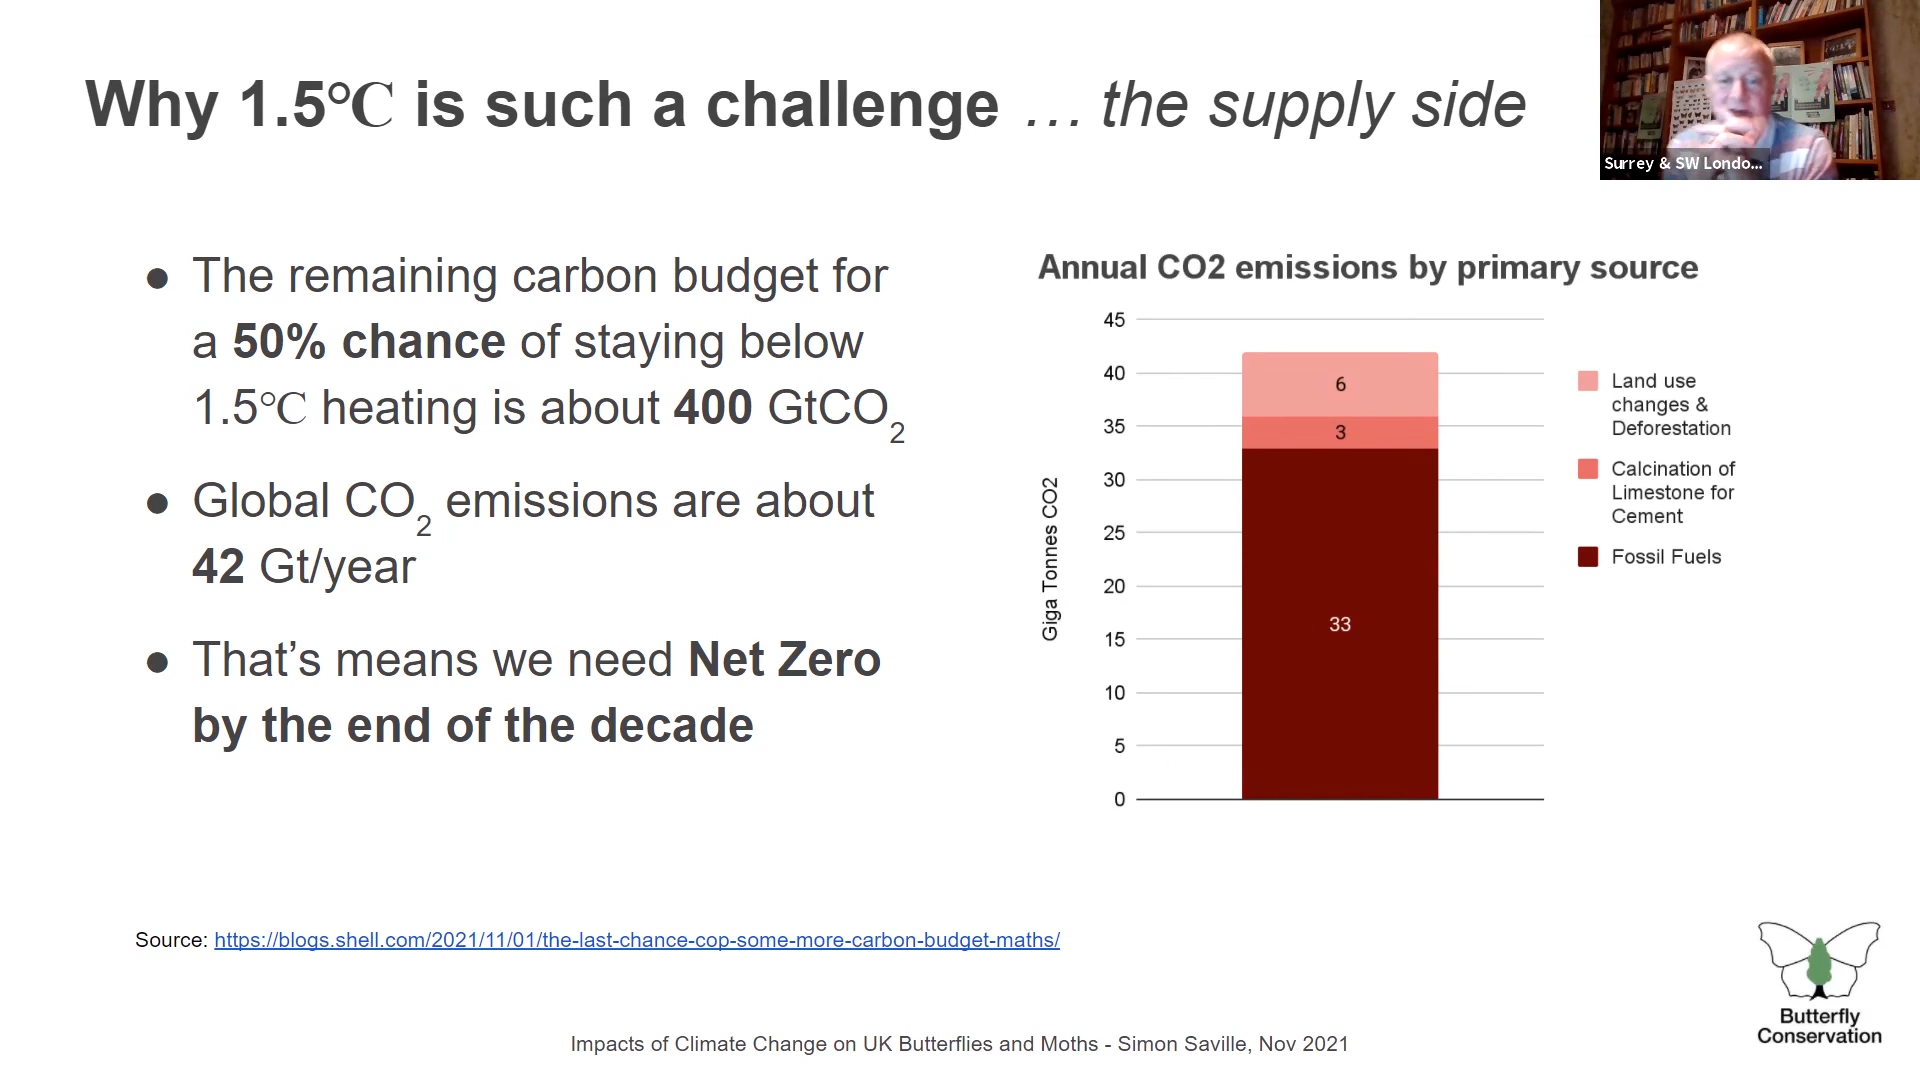 Why 1.5℃ is such a challenge … the supply side
Surrey & SW Londo...
● The remaining carbon budget for
a 50% chance of staying below
1.5℃ heating is about 400 GtCO2
● Global CO2 emissions are about
42 Gt/year
● That’s means we need Net Zero
by the end of the decade
Annual CO2 emissions by primary source
Giga Tonnes CO2
45
40
35
30
25
20
15
10
5
0
6
3
33
Land use
changes &
Deforestation
Calcination of
Limestone for
Cement
Fossil Fuels
Source: https://blogs.shell.com/2021/11/01/the-last-chance-cop-some-more-carbon-budget-maths/
Butterfly
Conservation
Impacts of Climate Change on UK Butterflies and Moths - Simon Saville, Nov 2021